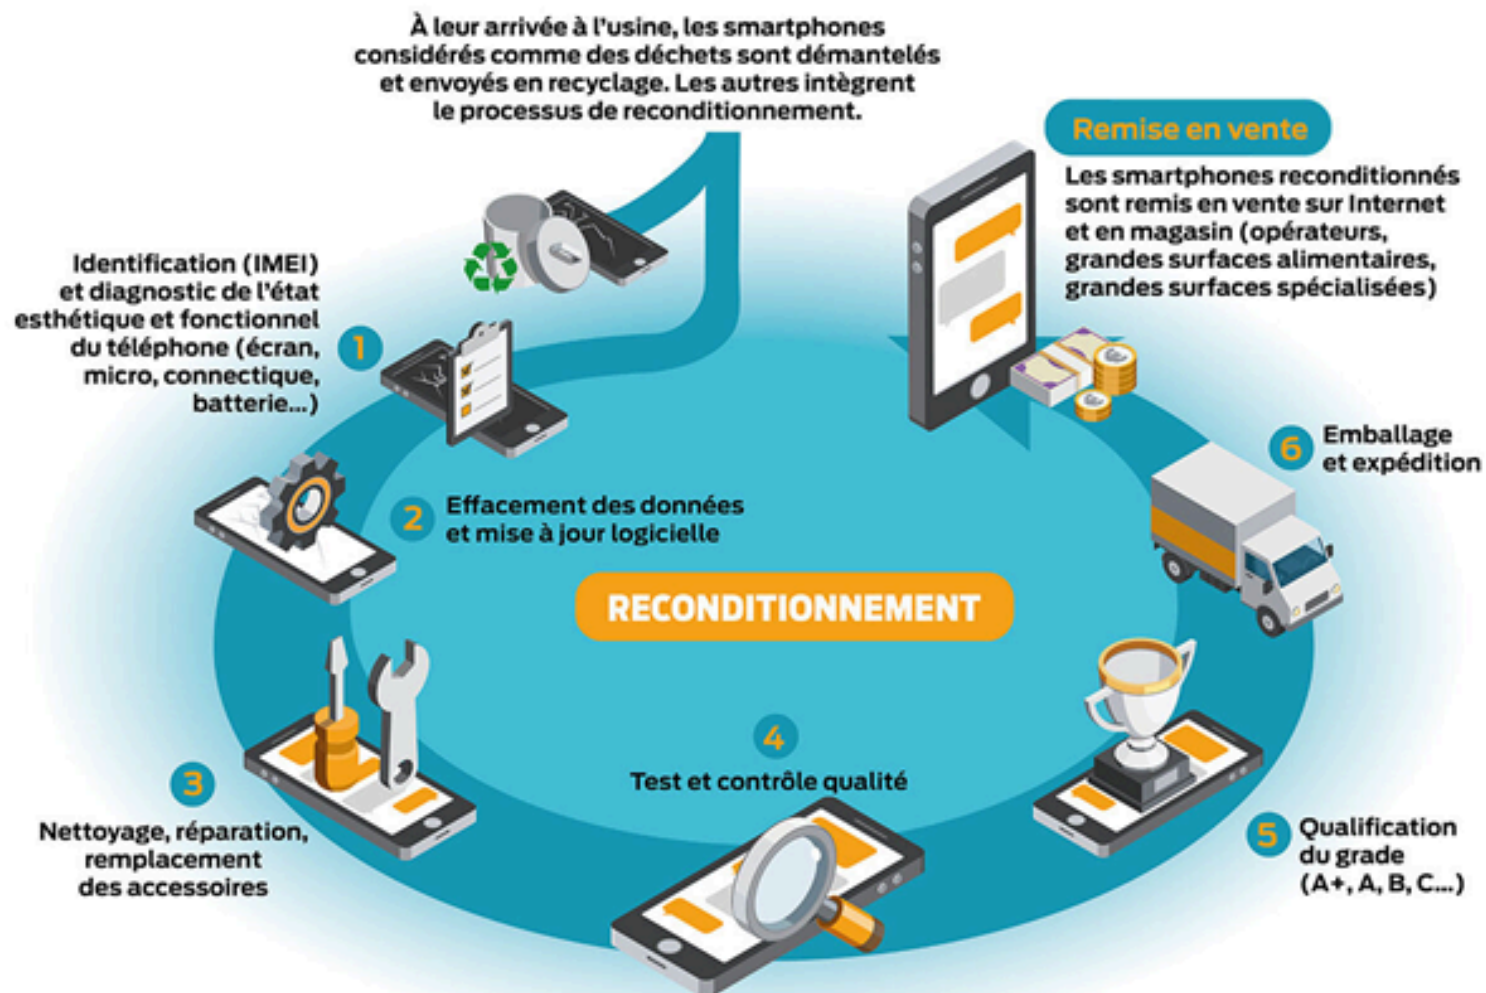 À leur arrivée à l'usine, les smartphones
considérés comme des déchets sont démantelés
et envoyés en recyclage. Les autres intègrent
le processus de reconditionnement.
Remise en vente
Les smartphones reconditionnés
sont remis en vente sur Internet
et en magasin (opérateurs,
grandes surfaces alimentaires,
grandes surfaces spécialisées)
1
Identification (IMEI)
et diagnostic de l'état
esthétique et fonctionnel
du téléphone (écran,
micro, connectique,
batterie...)
2
Effacement des données
et mise à jour logicielle
RECONDITIONNEMENT
3
Nettoyage, réparation,
remplacement
des accessoires
4
Test et contrôle qualité
5
Qualification
du grade
(A+, A, B, C...)
6
Emballage
et expédition